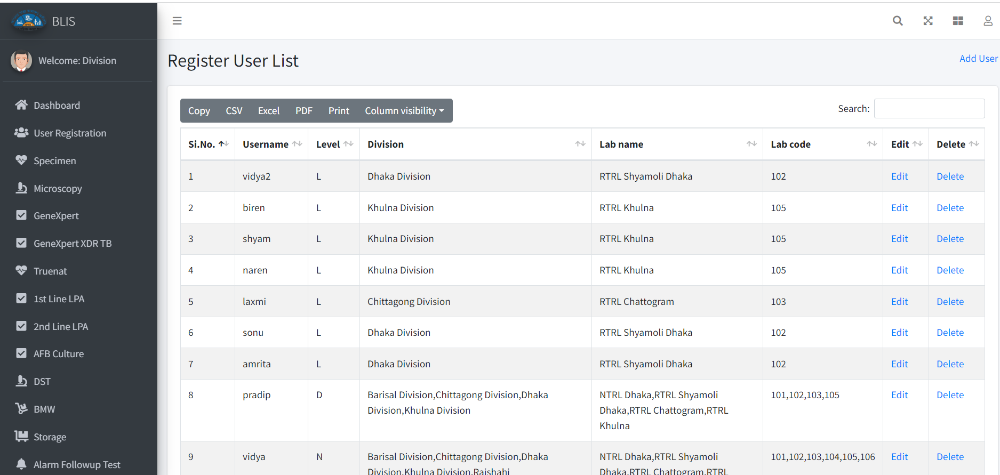 BLIS
Welcome: Division
Dashboard
User Registration
Specimen
Microscopy
GeneXpert
GeneXpert XDR TB
Truenat
1st Line LPA
2nd Line LPA
AFB Culture
DST
BMW
Storage
Alarm Followup Test
Register User List
Add User
Copy CSV Excel PDF Print Column visibility
Search:
Si.No. Username Level Division Lab name Lab code Edit Delete
1 vidya2 L Dhaka Division RTRL Shyamoli Dhaka 102 Edit Delete
2 biren L Khulna Division RTRL Khulna 105 Edit Delete
3 shyam L Khulna Division RTRL Khulna 105 Edit Delete
4 naren L Khulna Division RTRL Khulna 105 Edit Delete
5 laxmi L Chittagong Division RTRL Chattogram 103 Edit Delete
6 sonu L Dhaka Division RTRL Shyamoli Dhaka 102 Edit Delete
7 amrita L Dhaka Division RTRL Shyamoli Dhaka 102 Edit Delete
8 pradip D Barisal Division,Chittagong Division,Dhaka NTRL Dhaka,RTRL Shyamoli 101,102,103,105 Edit Delete
Division,Khulna Division Dhaka,RTRL Chattogram,RTRL
Khulna
9 vidya N Barisal Division,Chittagong Division,Dhaka NTRL Dhaka,RTRL Shyamoli 101,102,103,104,105,106 Edit Delete
Division,Khulna Division,Rajshahi Dhaka,RTRL Chattogram,RTRL